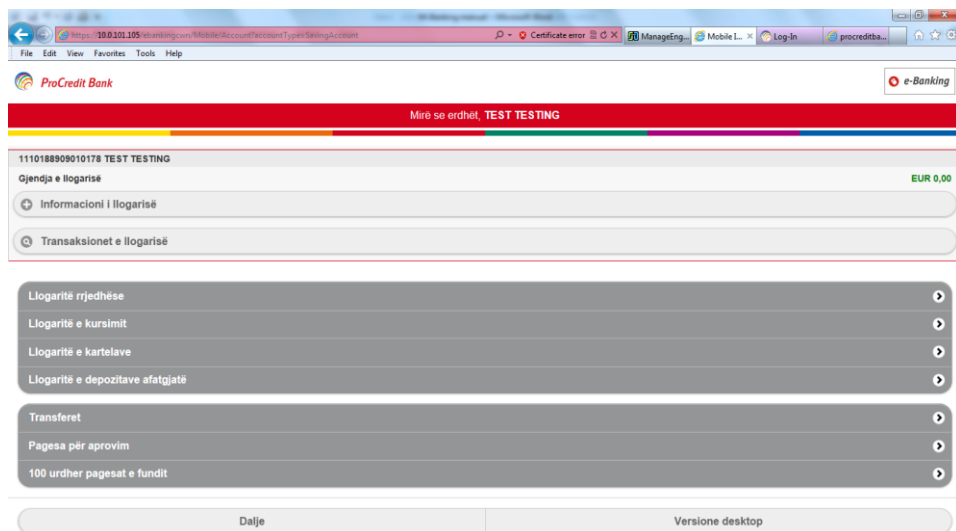 https://10.0.101.105/ebankingcwn/Mobile/Account?accountType=SavingAccount
Certificate error
ManageEng...
Mobile I...
Log-In
procreditba...
File Edit View Favorites Tools Help
ProCredit Bank
e-Banking
Mirë se erdhët, TEST TESTING
1110188909010178 TEST TESTING
Gjendja e llogarisë EUR 0,00
Informacioni i llogarisë
Transaksionet e llogarisë
Llogaritë rrjedhëse
Llogaritë e kursimit
Llogaritë e kartelave
Llogaritë e depozitave afatgjatë
Transferet
Pagesa për aprovim
100 urdher pagesat e fundit
Dalje Versione desktop